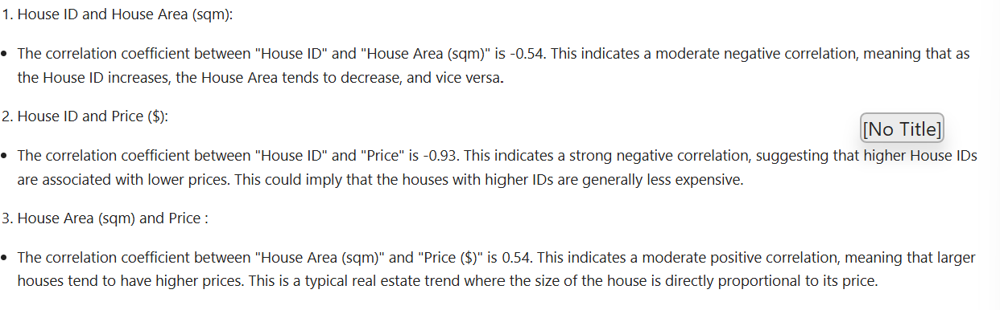 1. House ID and House Area (sqm):
• The correlation coefficient between "House ID" and "House Area (sqm)" is -0.54. This indicates a moderate negative correlation, meaning that as
the House ID increases, the House Area tends to decrease, and vice versa.
2. House ID and Price ($):
[No Title]
• The correlation coefficient between "House ID" and "Price" is -0.93. This indicates a strong negative correlation, suggesting that higher House IDs
are associated with lower prices. This could imply that the houses with higher IDs are generally less expensive.
3. House Area (sqm) and Price :
• The correlation coefficient between "House Area (sqm)" and "Price ($)" is 0.54. This indicates a moderate positive correlation, meaning that larger
houses tend to have higher prices. This is a typical real estate trend where the size of the house is directly proportional to its price.